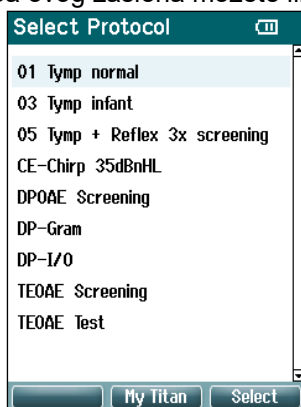 Select Protocol
01 Tymp normal
03 Tymp infant
05 Tymp + Reflex 3x screening
CE-Chirp 35dBnHL
DPOAE Screening
DP-Gram
DP-I/O
TEOAE Screening
TEOAE Test
My Titan Select